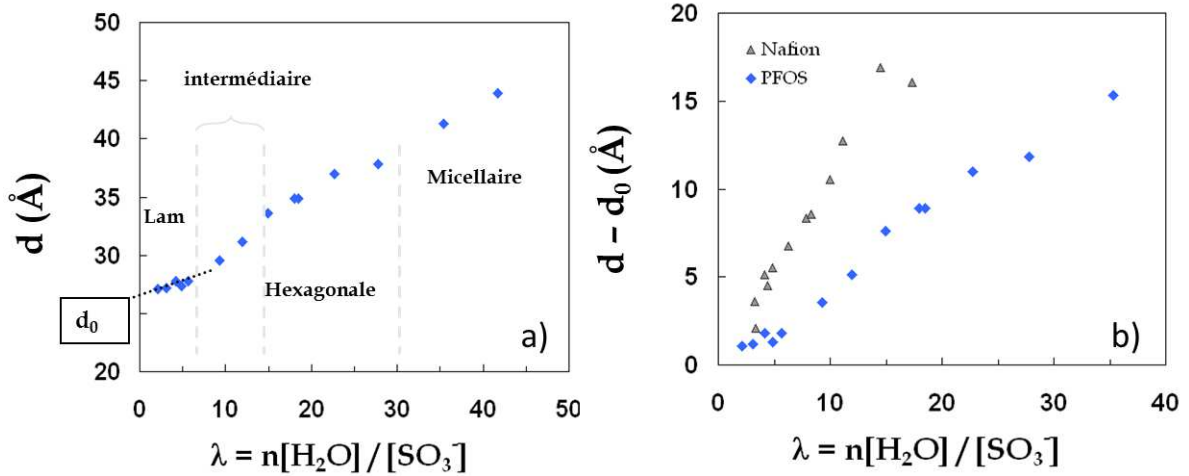 50
45
40
35
30
20
d (Å)
intermédiaire
Lam
Hexagonale
Micellaire
d₀
a)
0
10
20
30
40
50
λ = n[H₂O]/[SO₃⁻]
20
15
10
5
0
d – d₀ (Å)
Nafion
PFOS
b)
0
10
20
30
40
λ = n[H₂O]/[SO₃⁻]